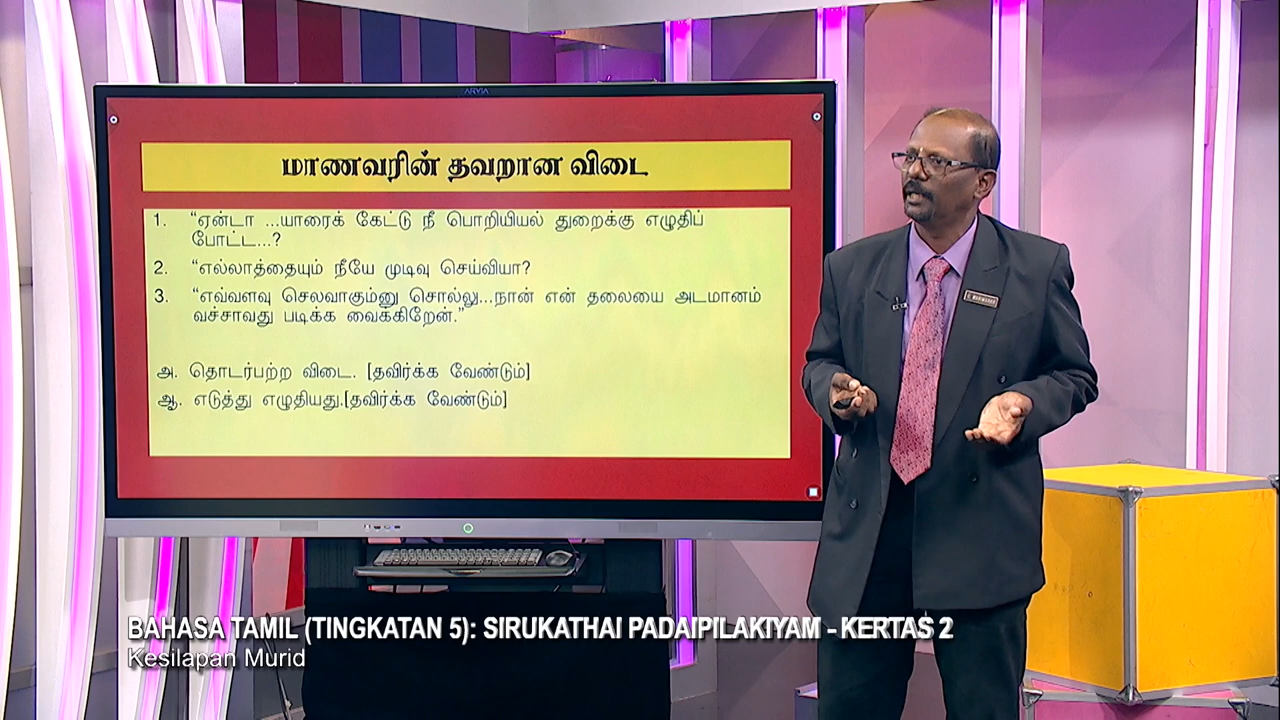 ARVIA
மாணவரின் தவறான விடை
1. “ஏன்டா ...யாரைக் கேட்டு நீ பொறியியல் துறைக்கு எழுதிப்
போட்ட...?
2. “எல்லாத்தையும் நீயே முடிவு செய்வியா?
3. “எவ்வளவு செலவாகும்னு சொல்லு...நான் என் தலையை அடமானம்
வச்சாவது படிக்க வைக்கிறேன்.”
அ. தொடர்பற்ற விடை. [தவிர்க்க வேண்டும்]
ஆ. எடுத்து எழுதியது.[தவிர்க்க வேண்டும்]
BAHASA TAMIL (TINGKATAN 5): SIRUKATHAI PADAIPILAKIYAM - KERTAS 2
Kesilapan Murid